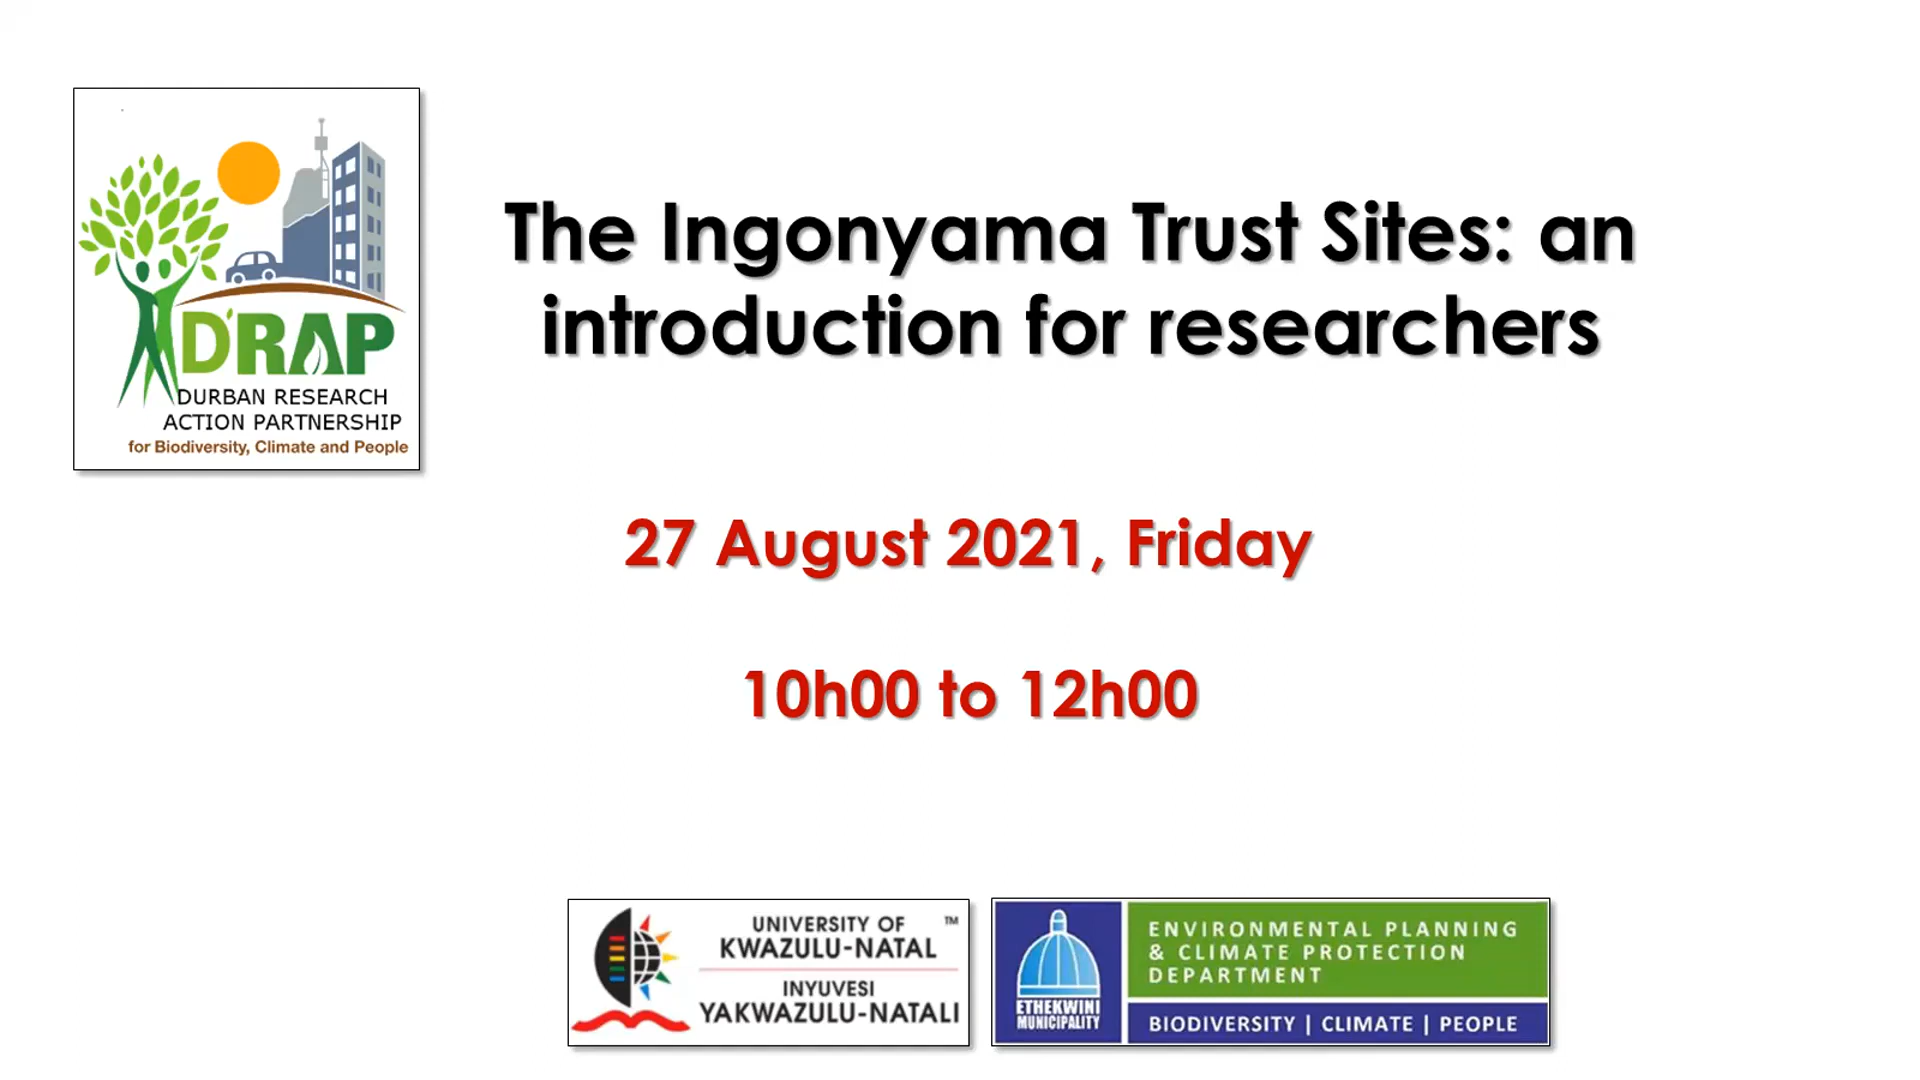 The Ingonyama Trust Sites: an
introduction for researchers
D'RAP
DURBAN RESEARCH
ACTION PARTNERSHIP
for Biodiversity, Climate and People
27 August 2021, Friday
10h00 to 12h00
UNIVERSITY OF ™
KWAZULU-NATAL
INYUVESI
YAKWAZULU-NATALI
ETHEKWINI
MUNICIPALITY
ENVIRONMENTAL PLANNING
& CLIMATE PROTECTION
DEPARTMENT
BIODIVERSITY | CLIMATE | PEOPLE